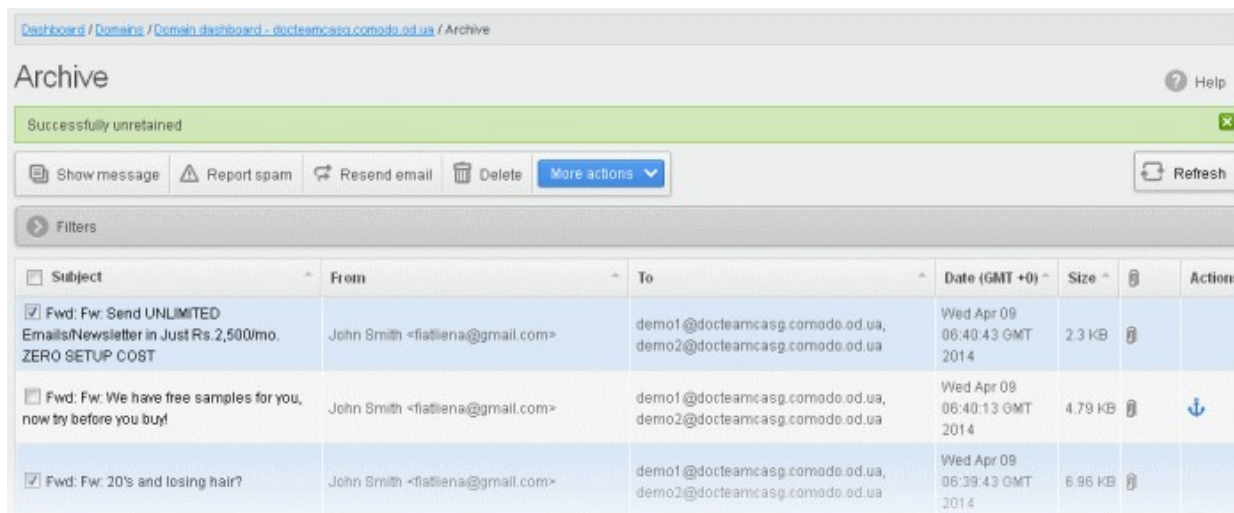 Dashboard / Domains / Domain dashboard - docteamcasg.comodo.od.ua / Archive
Archive
Help
Successfully unretained
Show message Report spam Resend email Delete More actions Refresh
Filters
Subject From To Date (GMT +0) Size Actions
Fwd: Fw: Send UNLIMITED
Emails/Newsletter in Just Rs.2,500/mo.
ZERO SETUP COST
John Smith <fiatliena@gmail.com>
demo1@docteamcasg.comodo.od.ua,
demo2@docteamcasg.comodo.od.ua
Wed Apr 09
06:40:43 GMT
2014
2.3 KB
Fwd: Fw: We have free samples for you,
now try before you buy!
John Smith <fiatliena@gmail.com>
demo1@docteamcasg.comodo.od.ua,
demo2@docteamcasg.comodo.od.ua
Wed Apr 09
06:40:13 GMT
2014
4.79 KB
Fwd: Fw: 20's and losing hair?
John Smith <fiatliena@gmail.com>
demo1@docteamcasg.comodo.od.ua,
demo2@docteamcasg.comodo.od.ua
Wed Apr 09
06:39:43 GMT
2014
6.96 KB